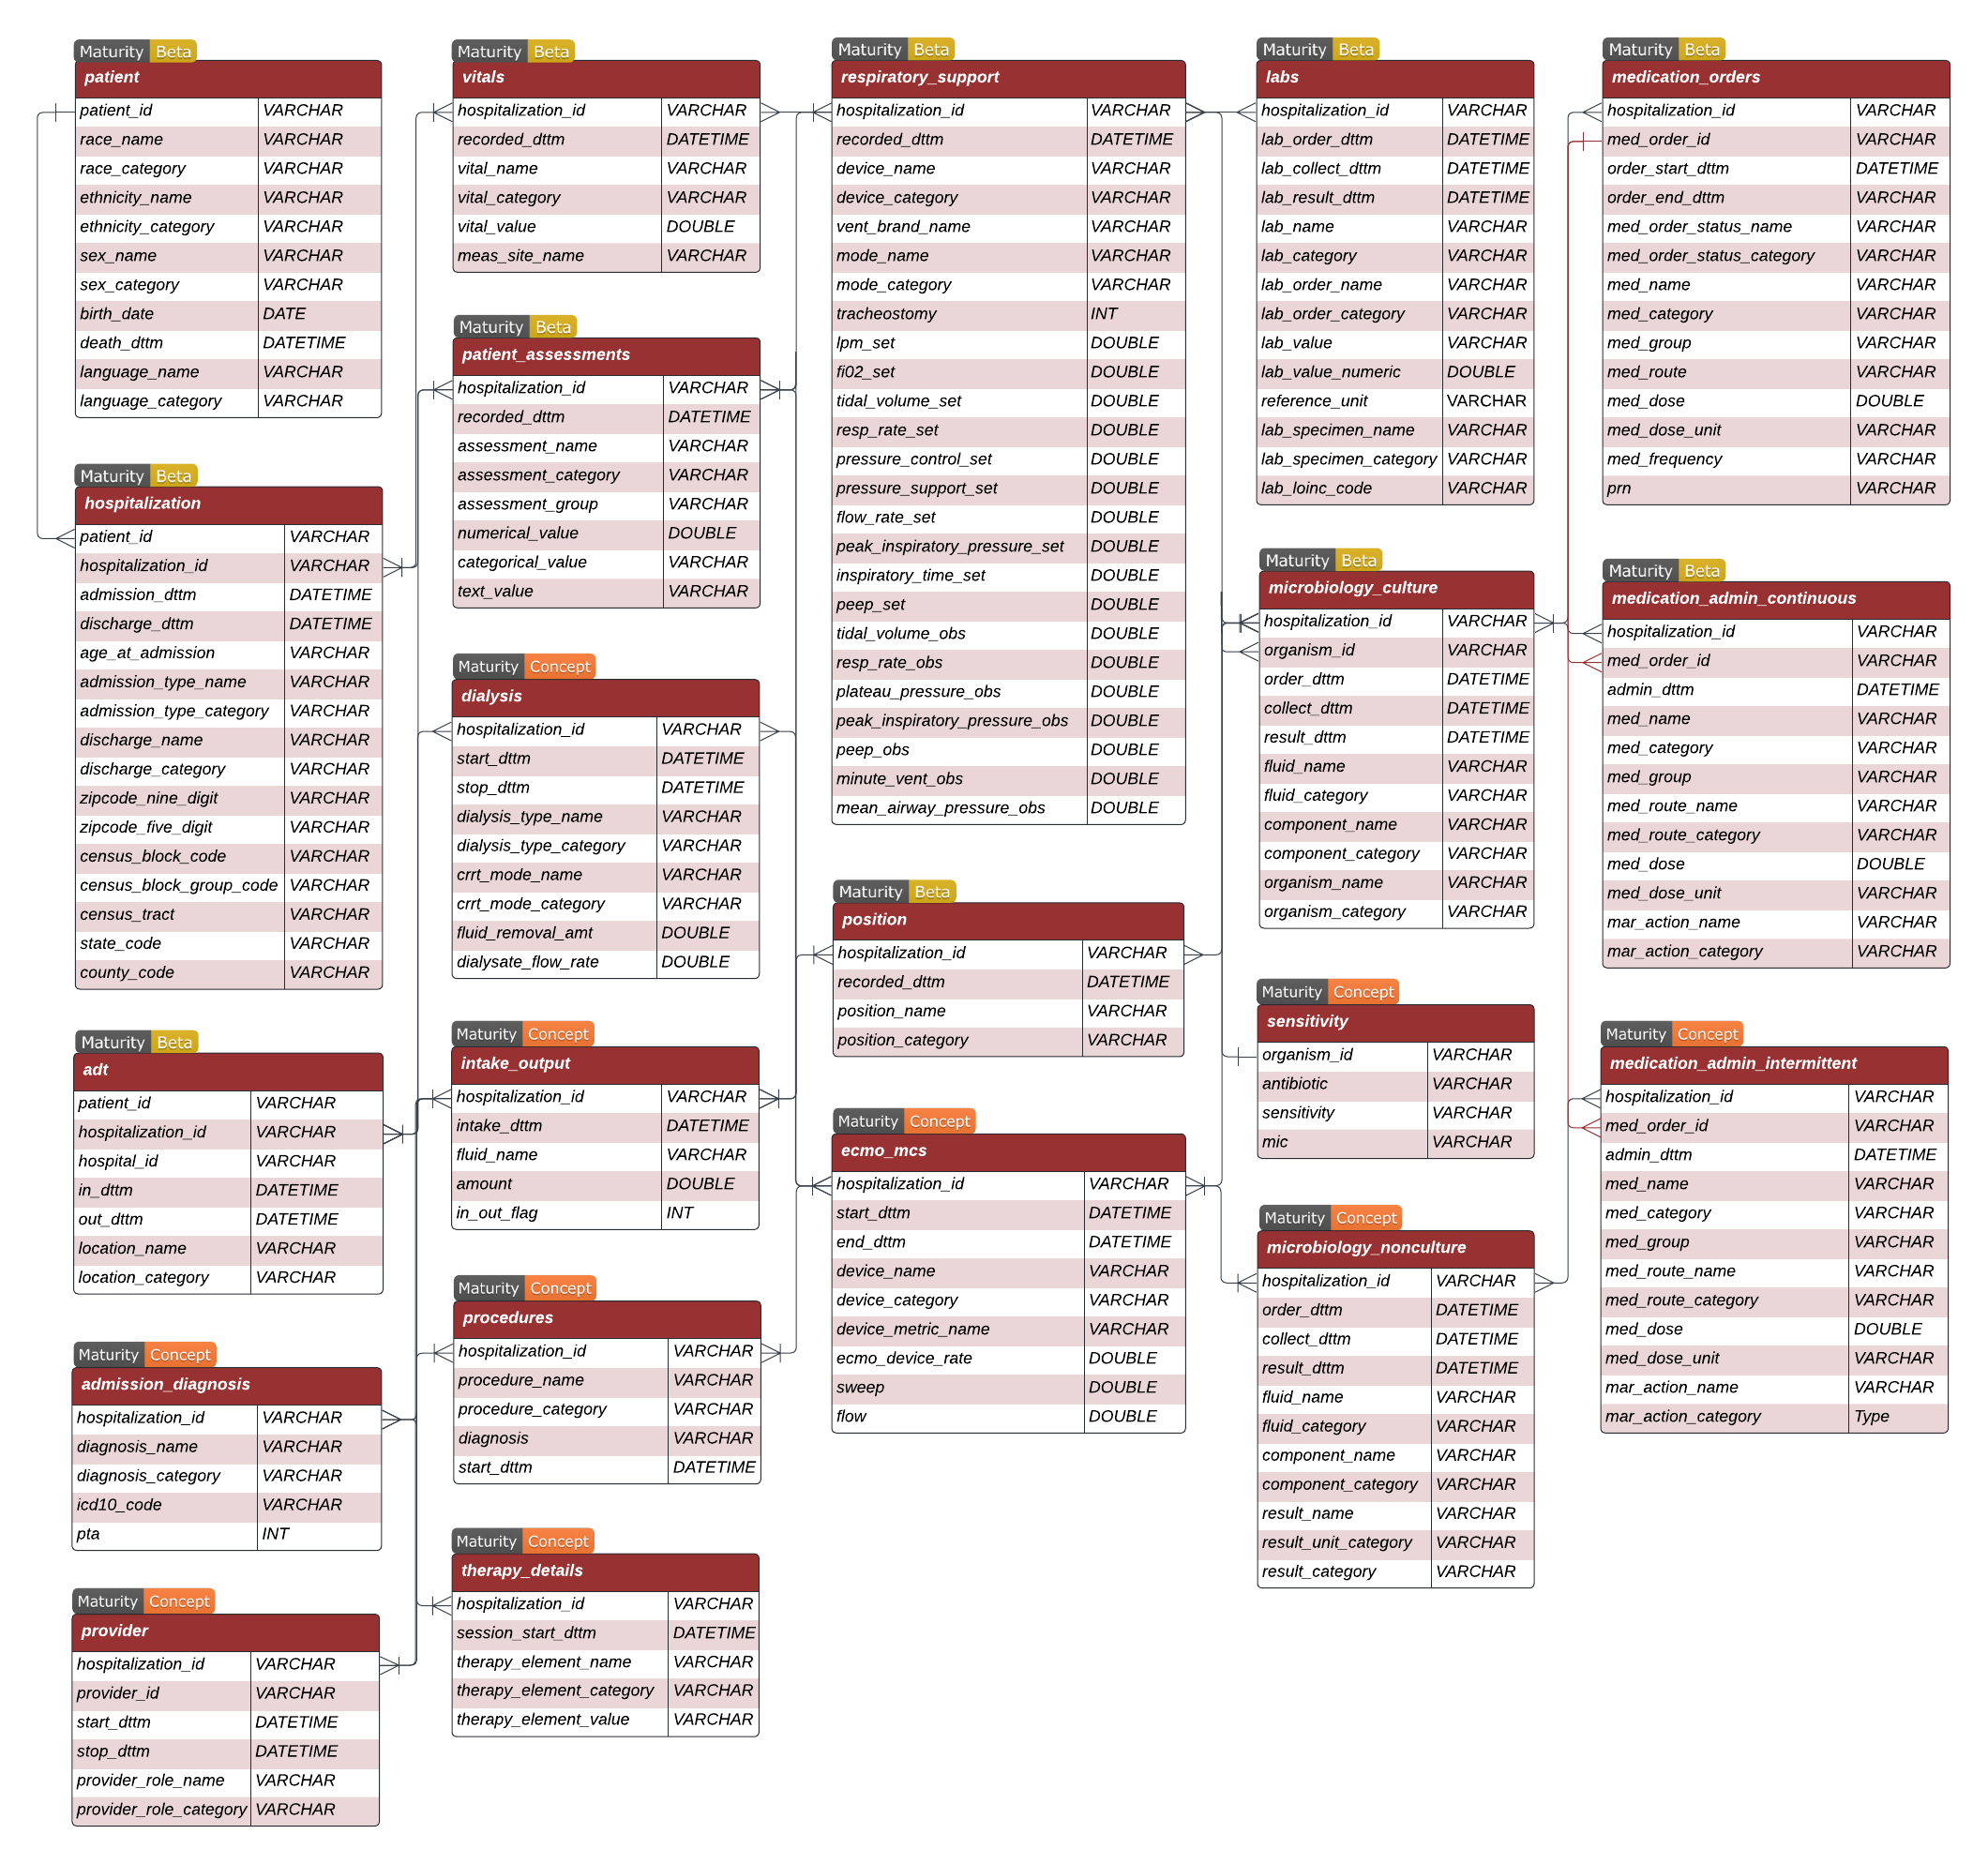 Maturity Beta
patient
patient_id VARCHAR
race_name VARCHAR
race_category VARCHAR
ethnicity_name VARCHAR
ethnicity_category VARCHAR
sex_name VARCHAR
sex_category VARCHAR
birth_date DATE
death_dttm DATETIME
language_name VARCHAR
language_category VARCHAR
Maturity Beta
hospitalization
patient_id VARCHAR
hospitalization_id VARCHAR
admission_dttm DATETIME
discharge_dttm DATETIME
age_at_admission VARCHAR
admission_type_name VARCHAR
admission_type_category VARCHAR
discharge_name VARCHAR
discharge_category VARCHAR
zipcode_nine_digit VARCHAR
zipcode_five_digit VARCHAR
census_block_code VARCHAR
census_block_group_code VARCHAR
census_tract VARCHAR
state_code VARCHAR
county_code VARCHAR
Maturity Beta
adt
patient_id VARCHAR
hospitalization_id VARCHAR
hospital_id VARCHAR
in_dttm DATETIME
out_dttm DATETIME
location_name VARCHAR
location_category VARCHAR
Maturity Concept
admission_diagnosis
hospitalization_id VARCHAR
diagnosis_name VARCHAR
diagnosis_category VARCHAR
icd10_code VARCHAR
pta INT
Maturity Concept
provider
hospitalization_id VARCHAR
provider_id VARCHAR
start_dttm DATETIME
stop_dttm DATETIME
provider_role_name VARCHAR
provider_role_category VARCHAR
Maturity Beta
vitals
hospitalization_id VARCHAR
recorded_dttm DATETIME
vital_name VARCHAR
vital_category VARCHAR
vital_value DOUBLE
meas_site_name VARCHAR
Maturity Beta
patient_assessments
hospitalization_id VARCHAR
recorded_dttm DATETIME
assessment_name VARCHAR
assessment_category VARCHAR
assessment_group VARCHAR
numerical_value DOUBLE
categorical_value VARCHAR
text_value VARCHAR
Maturity Concept
dialysis
hospitalization_id VARCHAR
start_dttm DATETIME
stop_dttm DATETIME
dialysis_type_name VARCHAR
dialysis_type_category VARCHAR
crrt_mode_name VARCHAR
crrt_mode_category VARCHAR
fluid_removal_amt DOUBLE
dialysate_flow_rate DOUBLE
Maturity Concept
intake_output
hospitalization_id VARCHAR
intake_dttm DATETIME
fluid_name VARCHAR
amount DOUBLE
in_out_flag INT
Maturity Concept
procedures
hospitalization_id VARCHAR
procedure_name VARCHAR
procedure_category VARCHAR
diagnosis VARCHAR
start_dttm DATETIME
Maturity Concept
therapy_details
hospitalization_id VARCHAR
session_start_dttm DATETIME
therapy_element_name VARCHAR
therapy_element_category VARCHAR
therapy_element_value VARCHAR
Maturity Beta
respiratory_support
hospitalization_id VARCHAR
recorded_dttm DATETIME
device_name VARCHAR
device_category VARCHAR
vent_brand_name VARCHAR
mode_name VARCHAR
mode_category VARCHAR
tracheostomy INT
lpm_set DOUBLE
fi02_set DOUBLE
tidal_volume_set DOUBLE
resp_rate_set DOUBLE
pressure_control_set DOUBLE
pressure_support_set DOUBLE
flow_rate_set DOUBLE
peak_inspiratory_pressure_set DOUBLE
inspiratory_time_set DOUBLE
peep_set DOUBLE
tidal_volume_obs DOUBLE
resp_rate_obs DOUBLE
plateau_pressure_obs DOUBLE
peak_inspiratory_pressure_obs DOUBLE
peep_obs DOUBLE
minute_vent_obs DOUBLE
mean_airway_pressure_obs DOUBLE
Maturity Beta
position
hospitalization_id VARCHAR
recorded_dttm DATETIME
position_name VARCHAR
position_category VARCHAR
Maturity Concept
ecmo_mcs
hospitalization_id VARCHAR
start_dttm DATETIME
end_dttm DATETIME
device_name VARCHAR
device_category VARCHAR
device_metric_name VARCHAR
ecmo_device_rate DOUBLE
sweep DOUBLE
flow DOUBLE
Maturity Beta
labs
hospitalization_id VARCHAR
lab_order_dttm DATETIME
lab_collect_dttm DATETIME
lab_result_dttm DATETIME
lab_name VARCHAR
lab_category VARCHAR
lab_order_name VARCHAR
lab_order_category VARCHAR
lab_value VARCHAR
lab_value_numeric DOUBLE
reference_unit VARCHAR
lab_specimen_name VARCHAR
lab_specimen_category VARCHAR
lab_loinc_code VARCHAR
Maturity Beta
microbiology_culture
hospitalization_id VARCHAR
organism_id VARCHAR
order_dttm DATETIME
collect_dttm DATETIME
result_dttm DATETIME
fluid_name VARCHAR
fluid_category VARCHAR
component_name VARCHAR
component_category VARCHAR
organism_name VARCHAR
organism_category VARCHAR
Maturity Concept
sensitivity
organism_id VARCHAR
antibiotic VARCHAR
sensitivity VARCHAR
mic VARCHAR
Maturity Concept
microbiology_nonculture
hospitalization_id VARCHAR
order_dttm DATETIME
collect_dttm DATETIME
result_dttm DATETIME
fluid_name VARCHAR
fluid_category VARCHAR
component_name VARCHAR
component_category VARCHAR
result_name VARCHAR
result_unit_category VARCHAR
result_category VARCHAR
Maturity Beta
medication_orders
hospitalization_id VARCHAR
med_order_id VARCHAR
order_start_dttm DATETIME
order_end_dttm VARCHAR
med_order_status_name VARCHAR
med_order_status_category VARCHAR
med_name VARCHAR
med_category VARCHAR
med_group VARCHAR
med_route VARCHAR
med_dose DOUBLE
med_dose_unit VARCHAR
med_frequency VARCHAR
prn VARCHAR
Maturity Beta
medication_admin_continuous
hospitalization_id VARCHAR
med_order_id VARCHAR
admin_dttm DATETIME
med_name VARCHAR
med_category VARCHAR
med_group VARCHAR
med_route_name VARCHAR
med_route_category VARCHAR
med_dose DOUBLE
med_dose_unit VARCHAR
mar_action_name VARCHAR
mar_action_category VARCHAR
Maturity Concept
medication_admin_intermittent
hospitalization_id VARCHAR
med_order_id VARCHAR
admin_dttm DATETIME
med_name VARCHAR
med_category VARCHAR
med_group VARCHAR
med_route_name VARCHAR
med_route_category VARCHAR
med_dose DOUBLE
med_dose_unit VARCHAR
mar_action_name VARCHAR
mar_action_category Type